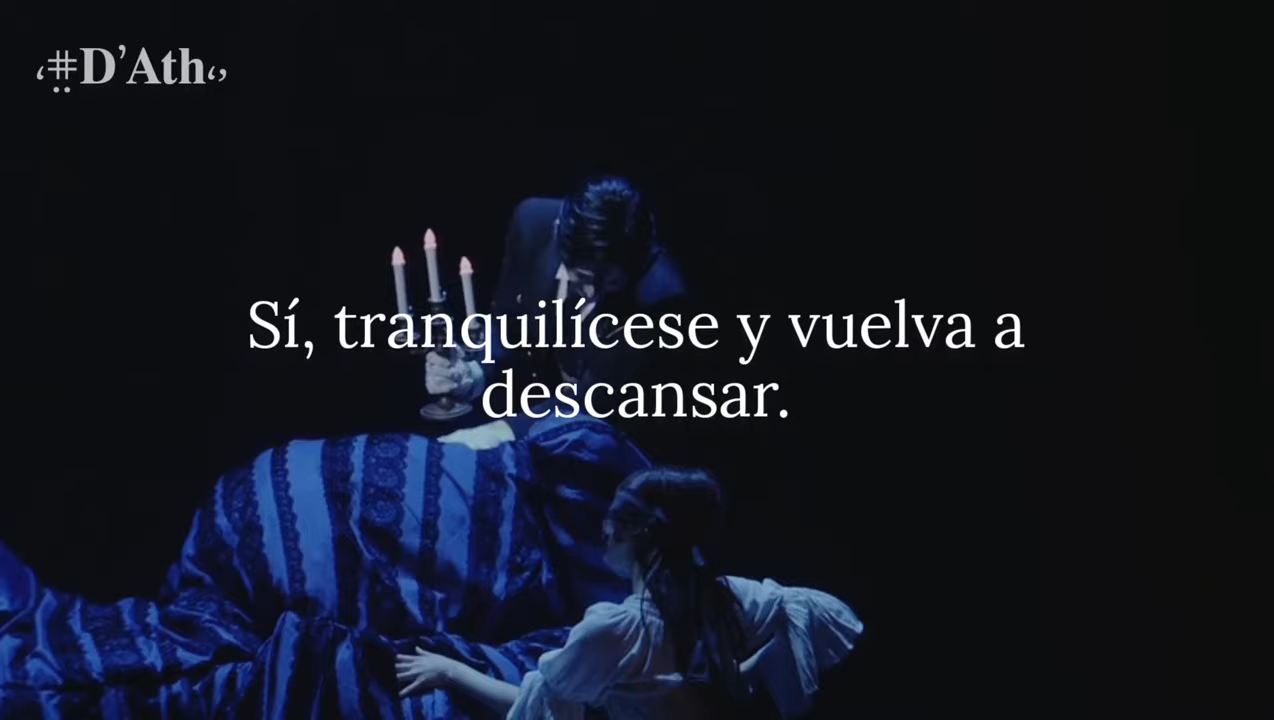 #D’Ath
Sí, tranquilícese y vuelva a
descansar.